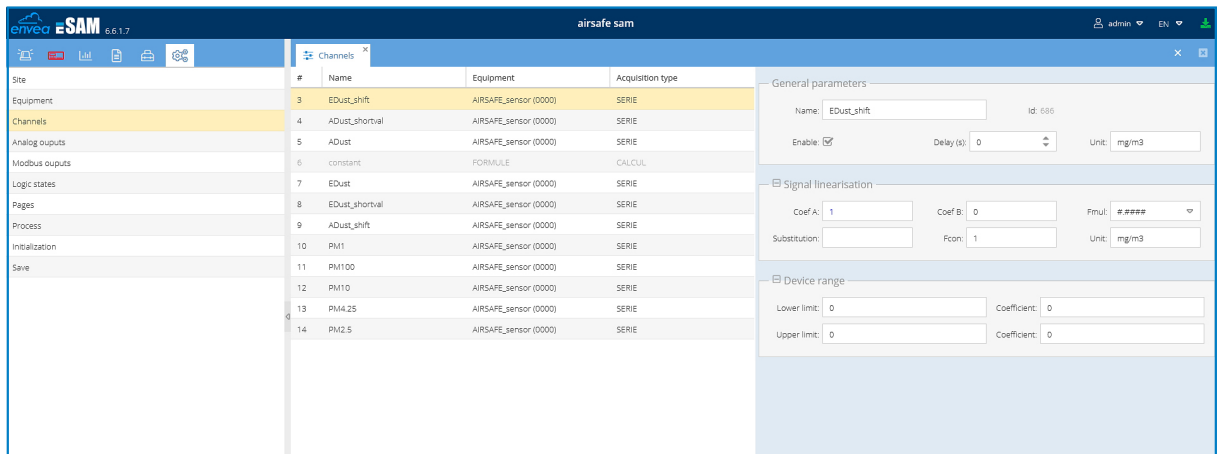 envea eSAM 6.6.1.7
airsafe sam
admin EN
Channels
Site
Equipment
Channels
Analog ouputs
Modbus ouputs
Logic states
Pages
Process
Initialization
Save
# Name Equipment Acquisition type
3 EDust_shift AIRSAFE_sensor (0000) SERIE
4 ADust_shortval AIRSAFE_sensor (0000) SERIE
5 ADust AIRSAFE_sensor (0000) SERIE
6 constant FORMULE CALCUL
7 EDust AIRSAFE_sensor (0000) SERIE
8 EDust_shortval AIRSAFE_sensor (0000) SERIE
9 ADust_shift AIRSAFE_sensor (0000) SERIE
10 PM1 AIRSAFE_sensor (0000) SERIE
11 PM100 AIRSAFE_sensor (0000) SERIE
12 PM10 AIRSAFE_sensor (0000) SERIE
13 PM4.25 AIRSAFE_sensor (0000) SERIE
14 PM2.5 AIRSAFE_sensor (0000) SERIE
General parameters
Name: EDust_shift Id: 686
Enable: Delay (s): 0 Unit: mg/m3
Signal linearisation
Coef A: 1 Coef B: 0 Fmul: #.####
Substitution: Fcon: 1 Unit: mg/m3
Device range
Lower limit: 0 Coefficient: 0
Upper limit: 0 Coefficient: 0